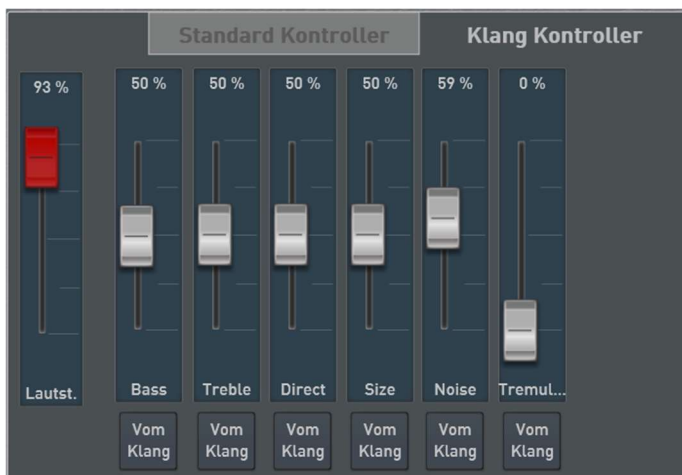 Standard Kontroller
Klang Kontroller
93 %
50 %
50 %
50 %
50 %
59 %
0 %
Lautst.
Bass
Treble
Direct
Size
Noise
Tremul...
Vom
Klang
Vom
Klang
Vom
Klang
Vom
Klang
Vom
Klang
Vom
Klang